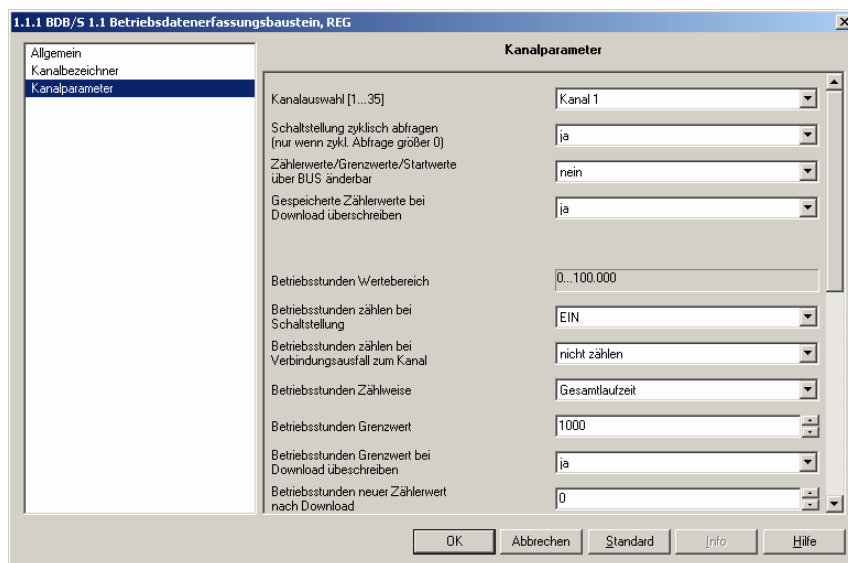 1.1.1 BDB/S 1.1 Betriebsdatenerfassungsbaustein, REG
Allgemein
Kanalbezeichner
Kanalparameter
Kanalparameter
Kanalauswahl [1...35]
Kanal 1
Schaltstellung zyklisch abfragen
(nur wenn zykl. Abfrage größer 0)
ja
Zählerwerte/Grenzwerte/Startwerte
über BUS änderbar
nein
Gespeicherte Zählerwerte bei
Download überschreiben
ja
Betriebsstunden Wertebereich
0...100.000
Betriebsstunden zählen bei
Schaltstellung
EIN
Betriebsstunden zählen bei
Verbindungsausfall zum Kanal
nicht zählen
Betriebsstunden Zählweise
Gesamtlaufzeit
Betriebsstunden Grenzwert
1000
Betriebsstunden Grenzwert bei
Download übeschreiben
ja
Betriebsstunden neuer Zählerwert
nach Download
0
OK
Abbrechen
Standard
Info
Hilfe